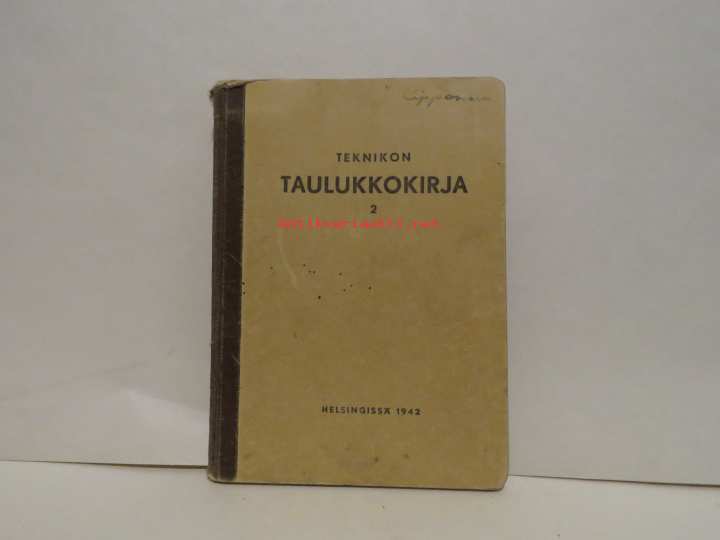 TEKNIKON
TAULUKKOKIRJA
2
HELSINGISSÄ 1942